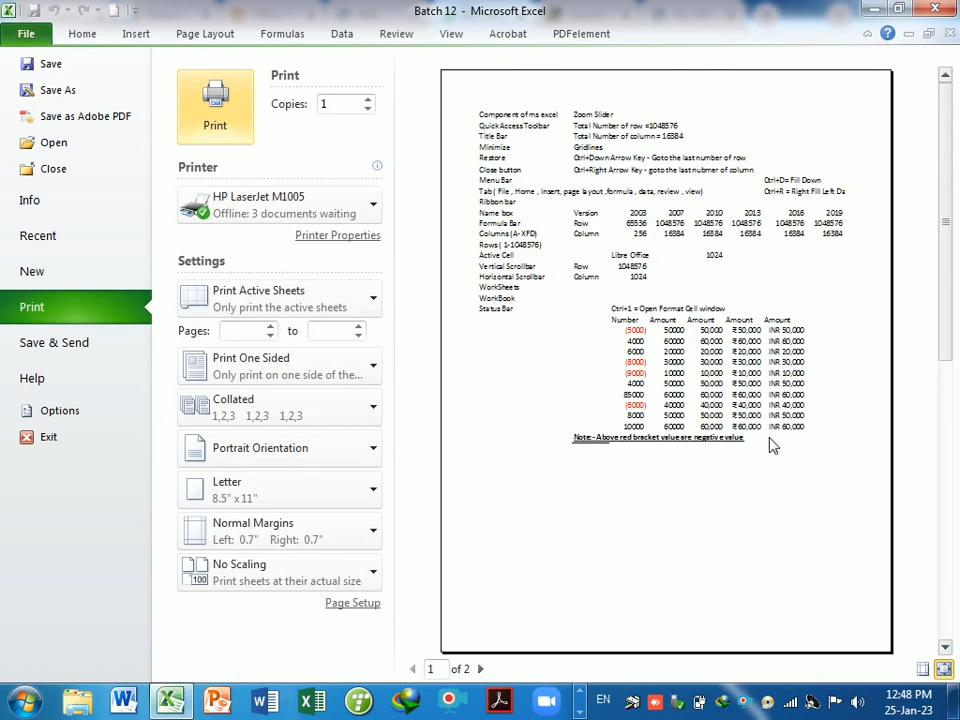 Batch 12 - Microsoft Excel
File Home Insert Page Layout Formulas Data Review View Acrobat PDFelement
Save
Save As
Save as Adobe PDF
Open
Close
Info
Recent
New
Print
Save & Send
Help
Options
Exit
Print
Print
Copies: 1
Printer
HP LaserJet M1005
Offline: 3 documents waiting
Printer Properties
Settings
Print Active Sheets
Only print the active sheets
Pages: to
Print One Sided
Only print on one side of the...
Collated
1,2,3 1,2,3 1,2,3
Portrait Orientation
Letter
8.5" x 11"
Normal Margins
Left: 0.7" Right: 0.7"
No Scaling
100
Print sheets at their actual size
Page Setup
Component of ms excel Zoom Slider
Quick Access Toolbar Total Number of row =1048576
Title Bar Total Number of column = 16384
Minimize Gridlines
Restore Ctrl+Down Arrow Key - Goto the last number of row
Close button Ctrl+Right Arrow Key - goto the last nubmer of column
Menu Bar Ctrl+D= Fill Down
Tab ( File , Home , Insert, page layout ,formula , data, review , view) Ctrl+R = Right Fill Left Da
Ribbon bar
Name box Version 2003 2007 2010 2013 2016 2019
Formula Bar Row 65536 1048576 1048576 1048576 1048576 1048576
Columns (A-XFD) Column 256 16384 16384 16384 16384 16384
Rows ( 1-1048576)
Active Cell Libre Office 1024
Vertical Scrollbar Row 1048576
Horizontal Scrollbar Column 1024
WorkSheets
WorkBook
Status Bar Ctrl+1 = Open Format Cell window
Number Amount Amount Amount Amount
(5000) 50000 50,000 ₹50,000 INR 50,000
4000 60000 60,000 ₹60,000 INR 60,000
6000 20000 20,000 ₹20,000 INR 20,000
(8000) 30000 30,000 ₹30,000 INR 30,000
(9000) 10000 10,000 ₹10,000 INR 10,000
4000 50000 50,000 ₹50,000 INR 50,000
85000 60000 60,000 ₹60,000 INR 60,000
(6000) 40000 40,000 ₹40,000 INR 40,000
8000 50000 50,000 ₹50,000 INR 50,000
10000 60000 60,000 ₹60,000 INR 60,000
Note:- Above red bracket value are negative value
1 of 2
EN
12:48 PM
25-Jan-23